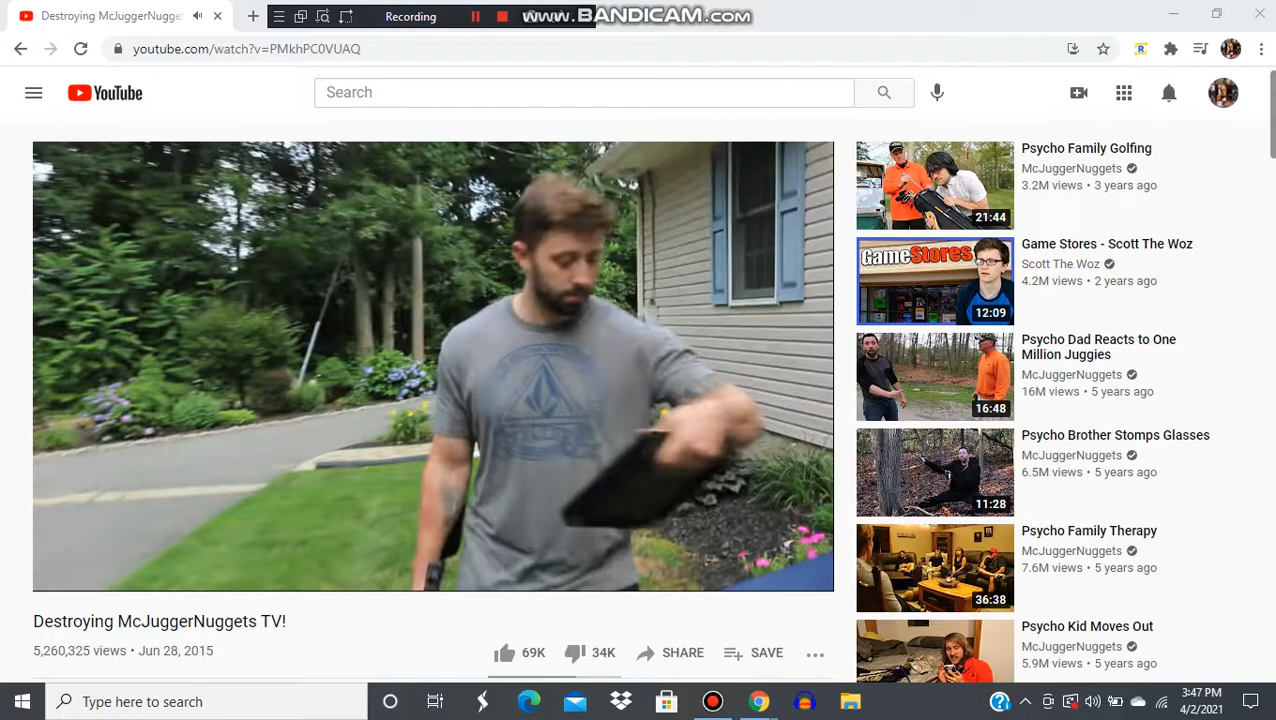 Destroying McJuggerNugget
Recording
www.BANDICAM.com
youtube.com/watch?v=PMkhPC0VUAQ
YouTube
Search
Psycho Family Golfing
McJuggerNuggets
3.2M views • 3 years ago
21:44
Game Stores - Scott The Woz
Scott The Woz
4.2M views • 2 years ago
GameStores
12:09
Psycho Dad Reacts to One
Million Juggies
McJuggerNuggets
16M views • 5 years ago
16:48
Psycho Brother Stomps Glasses
McJuggerNuggets
6.5M views • 5 years ago
11:28
Psycho Family Therapy
McJuggerNuggets
7.6M views • 5 years ago
36:38
Psycho Kid Moves Out
McJuggerNuggets
5.9M views • 5 years ago
Destroying McJuggerNuggets TV!
5,260,325 views • Jun 28, 2015
69K
34K
SHARE
SAVE
Type here to search
3:47 PM
4/2/2021